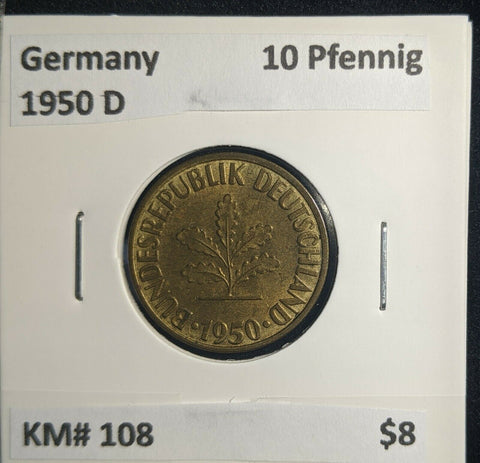 Germany 10 Pfennig
1950 D
BUNDESREPUBLIK DEUTSCHLAND
·1950·
KM# 108 $8